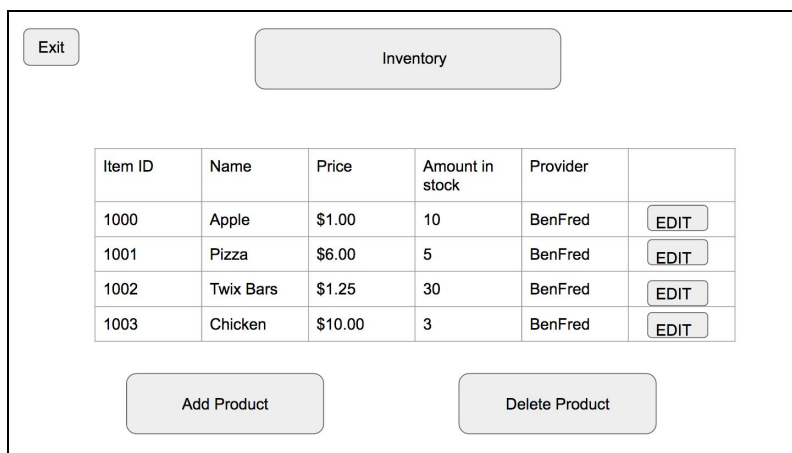 Exit
Inventory
Item ID Name Price Amount in stock Provider
1000 Apple $1.00 10 BenFred EDIT
1001 Pizza $6.00 5 BenFred EDIT
1002 Twix Bars $1.25 30 BenFred EDIT
1003 Chicken $10.00 3 BenFred EDIT
Add Product Delete Product